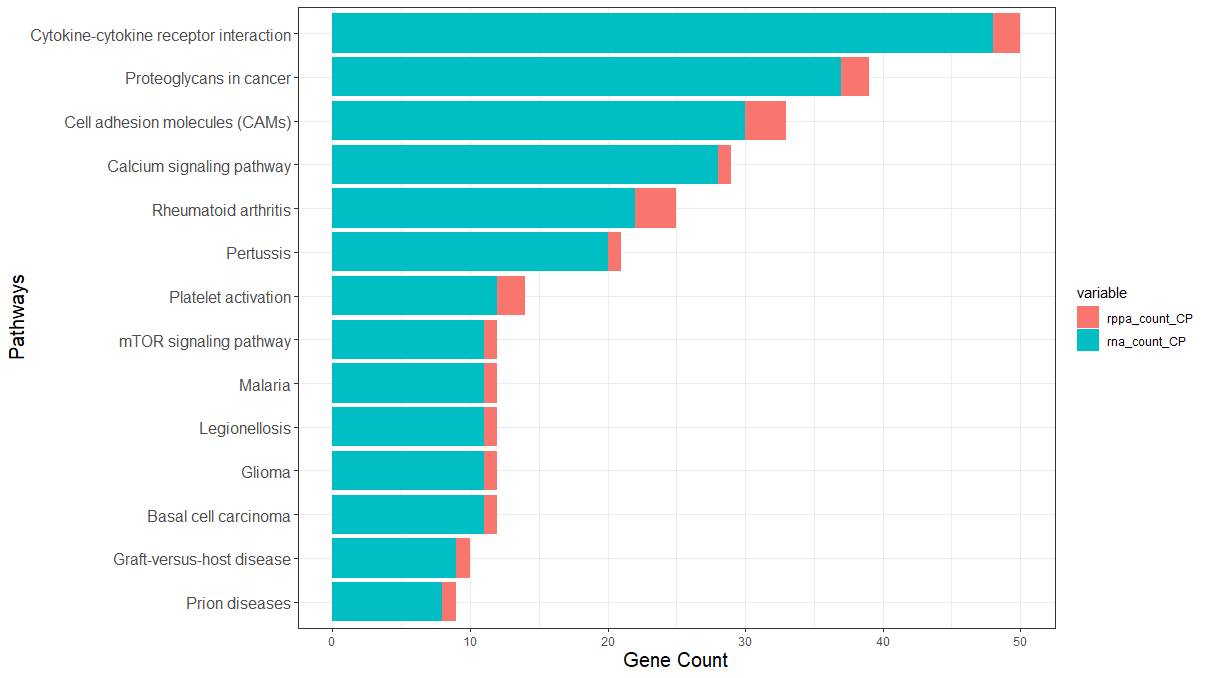 Cytokine-cytokine receptor interaction
Proteoglycans in cancer
Cell adhesion molecules (CAMs)
Calcium signaling pathway
Rheumatoid arthritis
Pertussis
Platelet activation
mTOR signaling pathway
Malaria
Legionellosis
Glioma
Basal cell carcinoma
Graft-versus-host disease
Prion diseases
Pathways
0 10 20 30 40 50
Gene Count
variable
rppa_count_CP
rna_count_CP